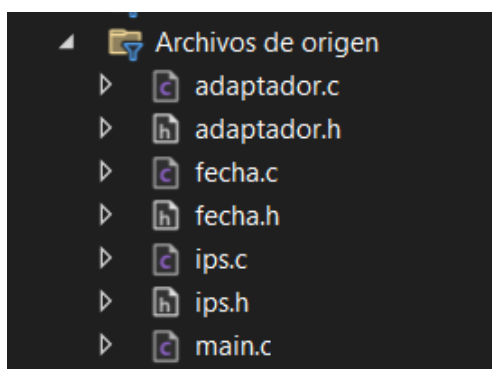 Archivos de origen
adaptador.c
adaptador.h
fecha.c
fecha.h
ips.c
ips.h
main.c